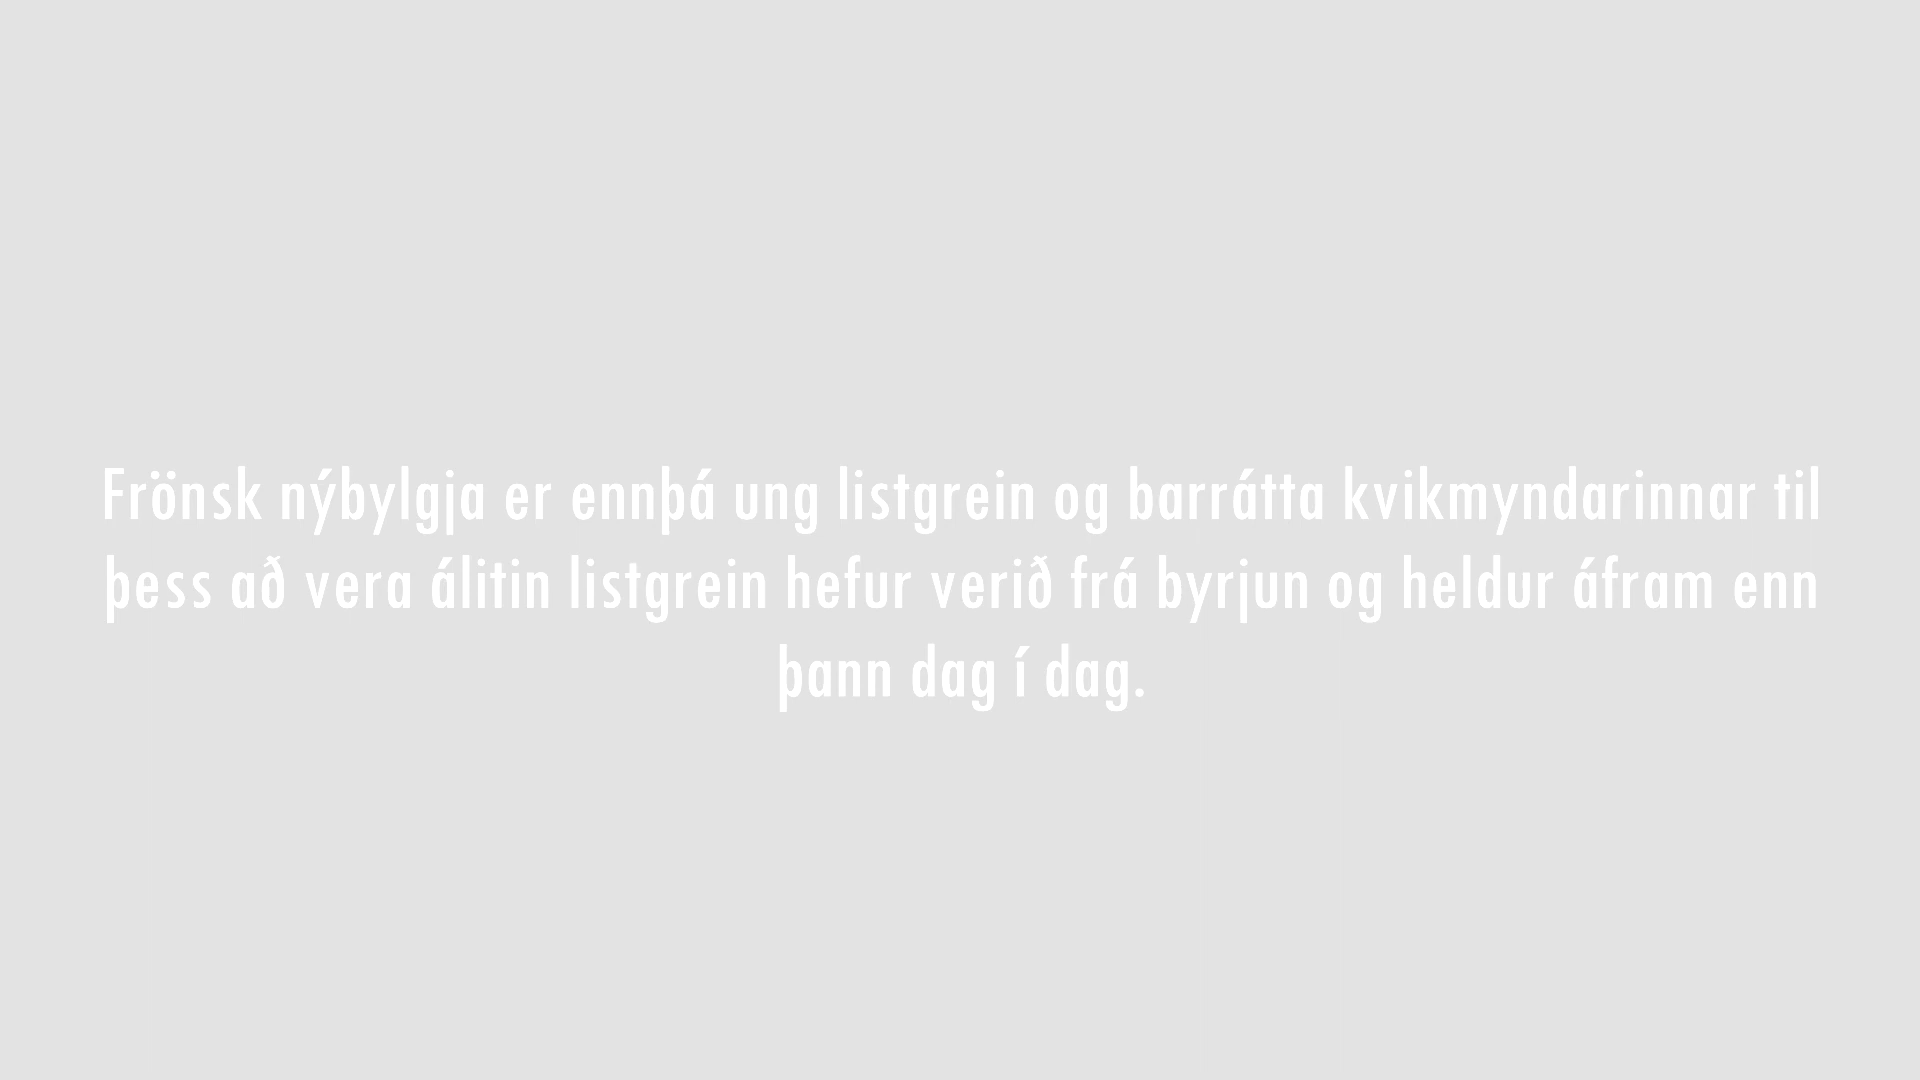 Frönsk nýbylgja er ennþá ung listgrein og barrátta kvikmyndarinnar til
þess að vera álitin listgrein hefur verið frá byrjun og heldur áfram enn
þann dag í dag.